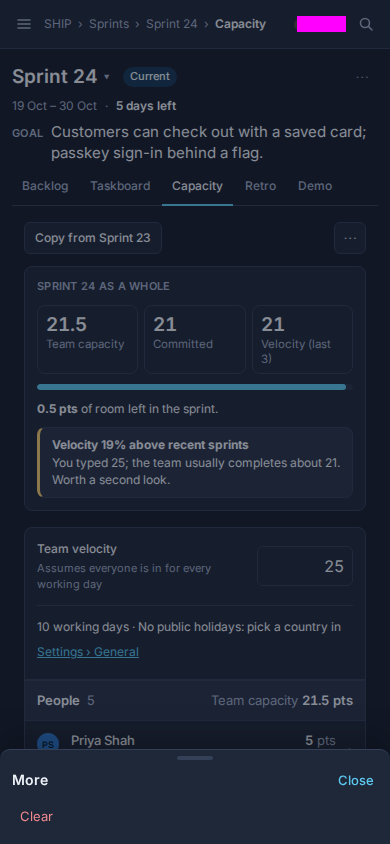 SHIP › Sprints › Sprint 24 › Capacity
Sprint 24 ▾ Current ···
19 Oct – 30 Oct · 5 days left
GOAL Customers can check out with a saved card;
passkey sign-in behind a flag.
Backlog Taskboard Capacity Retro Demo
Copy from Sprint 23 ···
SPRINT 24 AS A WHOLE
21.5 21 21
Team capacity Committed Velocity (last
3)
0.5 pts of room left in the sprint.
Velocity 19% above recent sprints
You typed 25; the team usually completes about 21.
Worth a second look.
Team velocity
Assumes everyone is in for every
working day
25
10 working days · No public holidays: pick a country in
Settings › General
People 5 Team capacity 21.5 pts
PS Priya Shah 5 pts
More Close
Clear